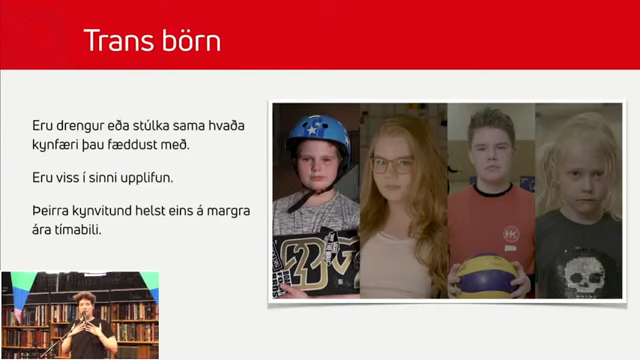 Trans börn
Eru drengur eða stúlka sama hvaða
kynfæri þau fæddust með.
Eru viss í sinni upplifun.
Þeirra kynvitund helst eins á margra
ára tímabili.
HK